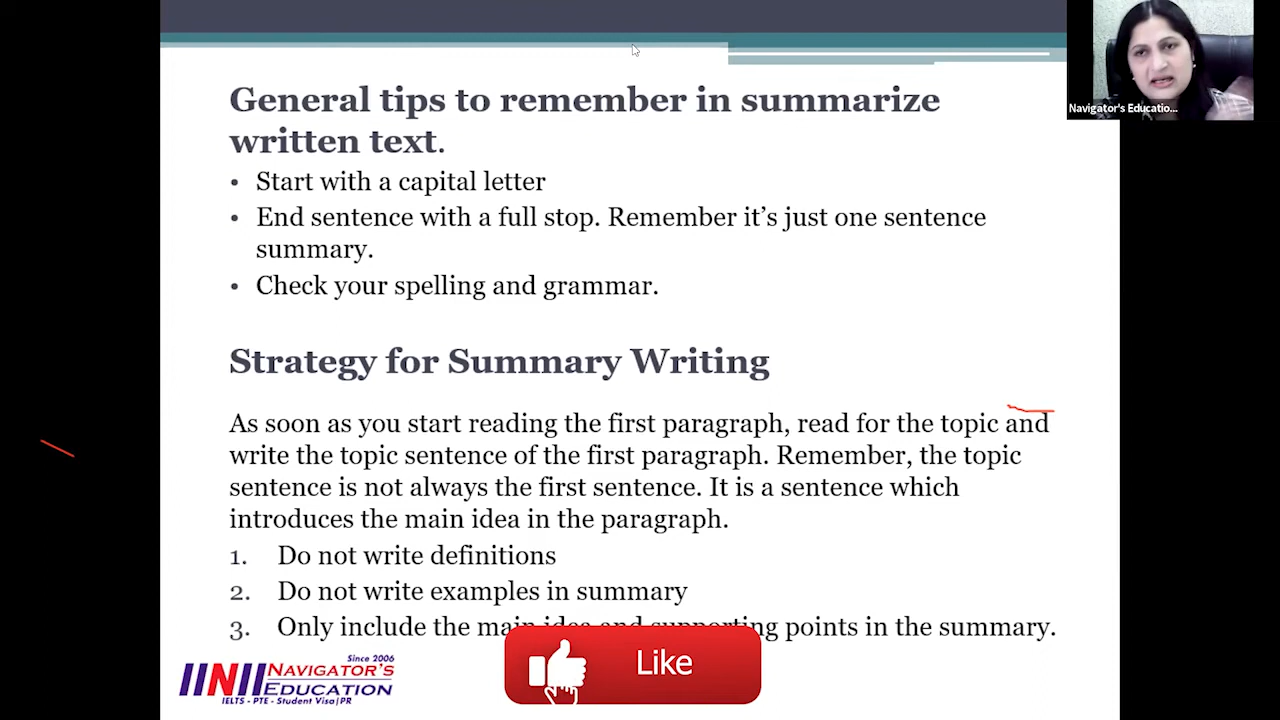 General tips to remember in summarize
written text.
• Start with a capital letter
• End sentence with a full stop. Remember it's just one sentence
summary.
• Check your spelling and grammar.
Strategy for Summary Writing
As soon as you start reading the first paragraph, read for the topic and
write the topic sentence of the first paragraph. Remember, the topic
sentence is not always the first sentence. It is a sentence which
introduces the main idea in the paragraph.
1. Do not write definitions
2. Do not write examples in summary
3. Only include the main idea and supporting points in the summary.
Like
Since 2006
NAVIGATOR'S
EDUCATION
IELTS - PTE - Student Visa|PR
Navigator's Educatio...